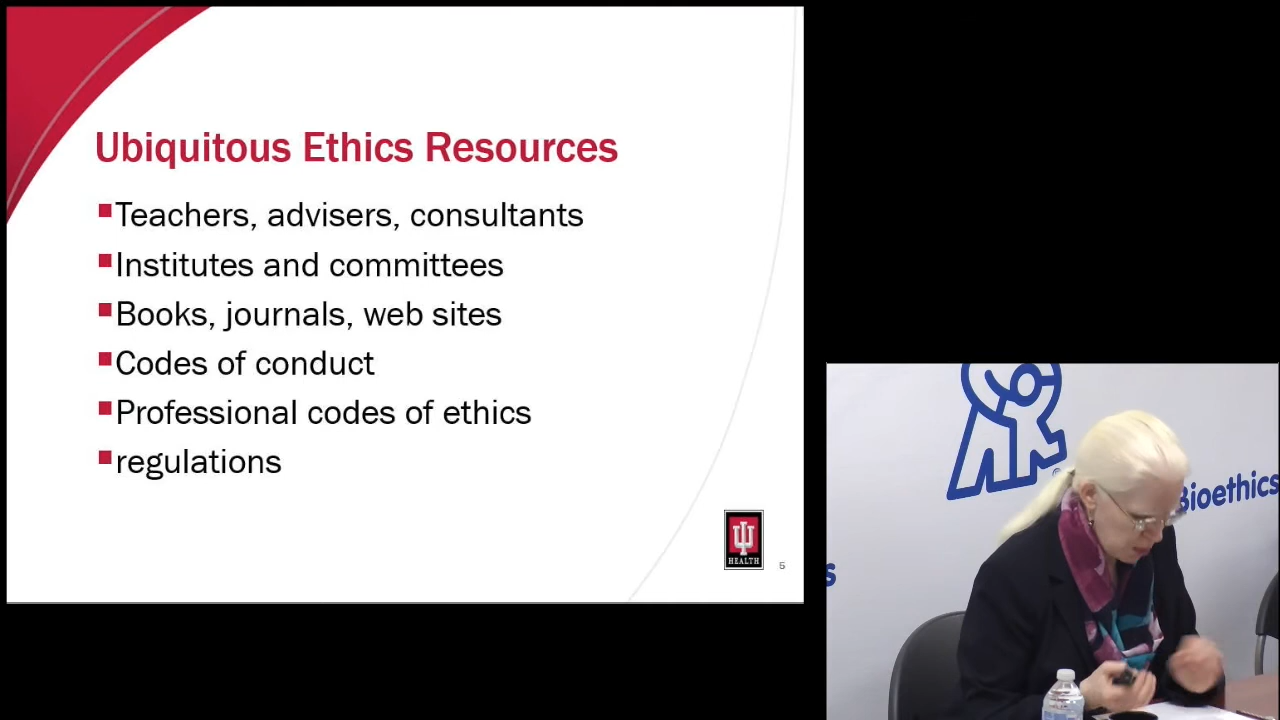 Ubiquitous Ethics Resources
Teachers, advisers, consultants
Institutes and committees
Books, journals, web sites
Codes of conduct
Professional codes of ethics
regulations
HEALTH
5
Bioethics
s